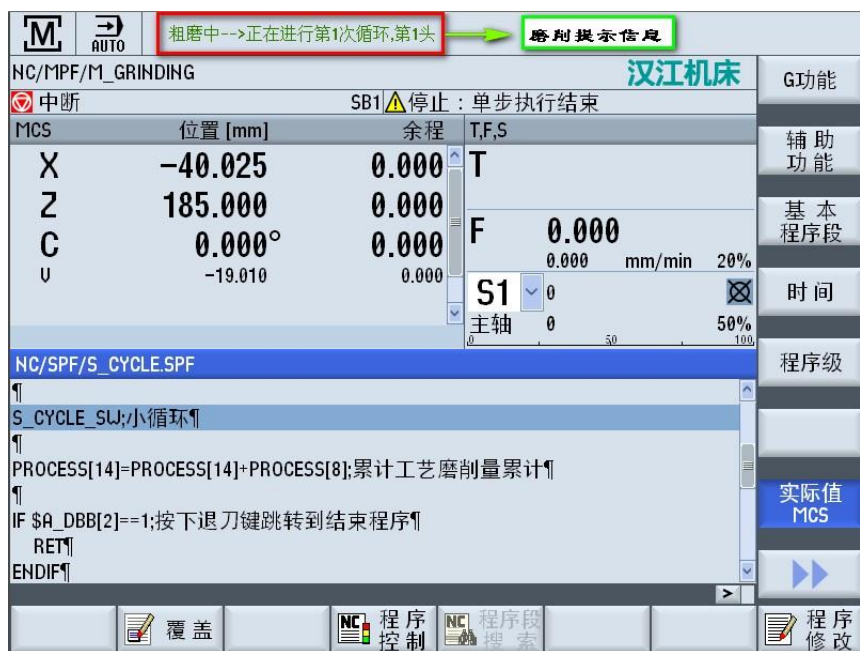 M AUTO 粗磨中-->正在进行第1次循环,第1头 磨削提示信息
NC/MPF/M_GRINDING 汉江机床
中断 SB1 停止：单步执行结束
MCS 位置 [mm] 余程 T,F,S
X -40.025 0.000 T
Z 185.000 0.000
C 0.000° 0.000 F 0.000
0.000 mm/min 20%
U -19.010 0.000
S1 0
主轴 0 50%
0 50 100
NC/SPF/S_CYCLE.SPF
¶
S_CYCLE_SW;小循环¶
¶
PROCESS[14]=PROCESS[14]+PROCESS[8];累计工艺磨削量累计¶
¶
IF $A_DBB[2]==1;按下退刀键跳转到结束程序¶
RET¶
ENDIF¶
G功能
辅助
功能
基本
程序段
时间
程序级
实际值
MCS
覆盖
NC 程序
控制
NC 程序段
搜索
程序
修改